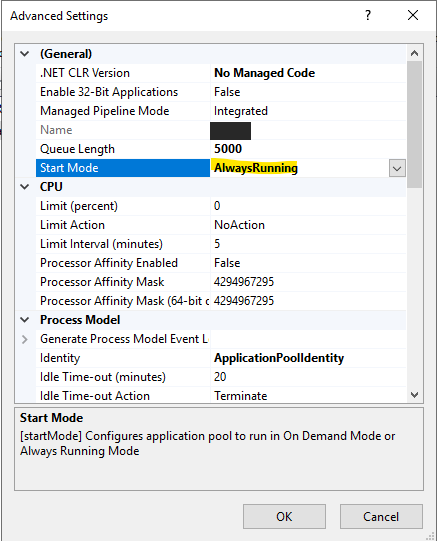 Advanced Settings
(General)
.NET CLR Version No Managed Code
Enable 32-Bit Applications False
Managed Pipeline Mode Integrated
Name
Queue Length 5000
Start Mode AlwaysRunning
CPU
Limit (percent) 0
Limit Action NoAction
Limit Interval (minutes) 5
Processor Affinity Enabled False
Processor Affinity Mask 4294967295
Processor Affinity Mask (64-bit c 4294967295
Process Model
Generate Process Model Event L
Identity ApplicationPoolIdentity
Idle Time-out (minutes) 20
Idle Time-out Action Terminate
Start Mode
[startMode] Configures application pool to run in On Demand Mode or
Always Running Mode
OK Cancel